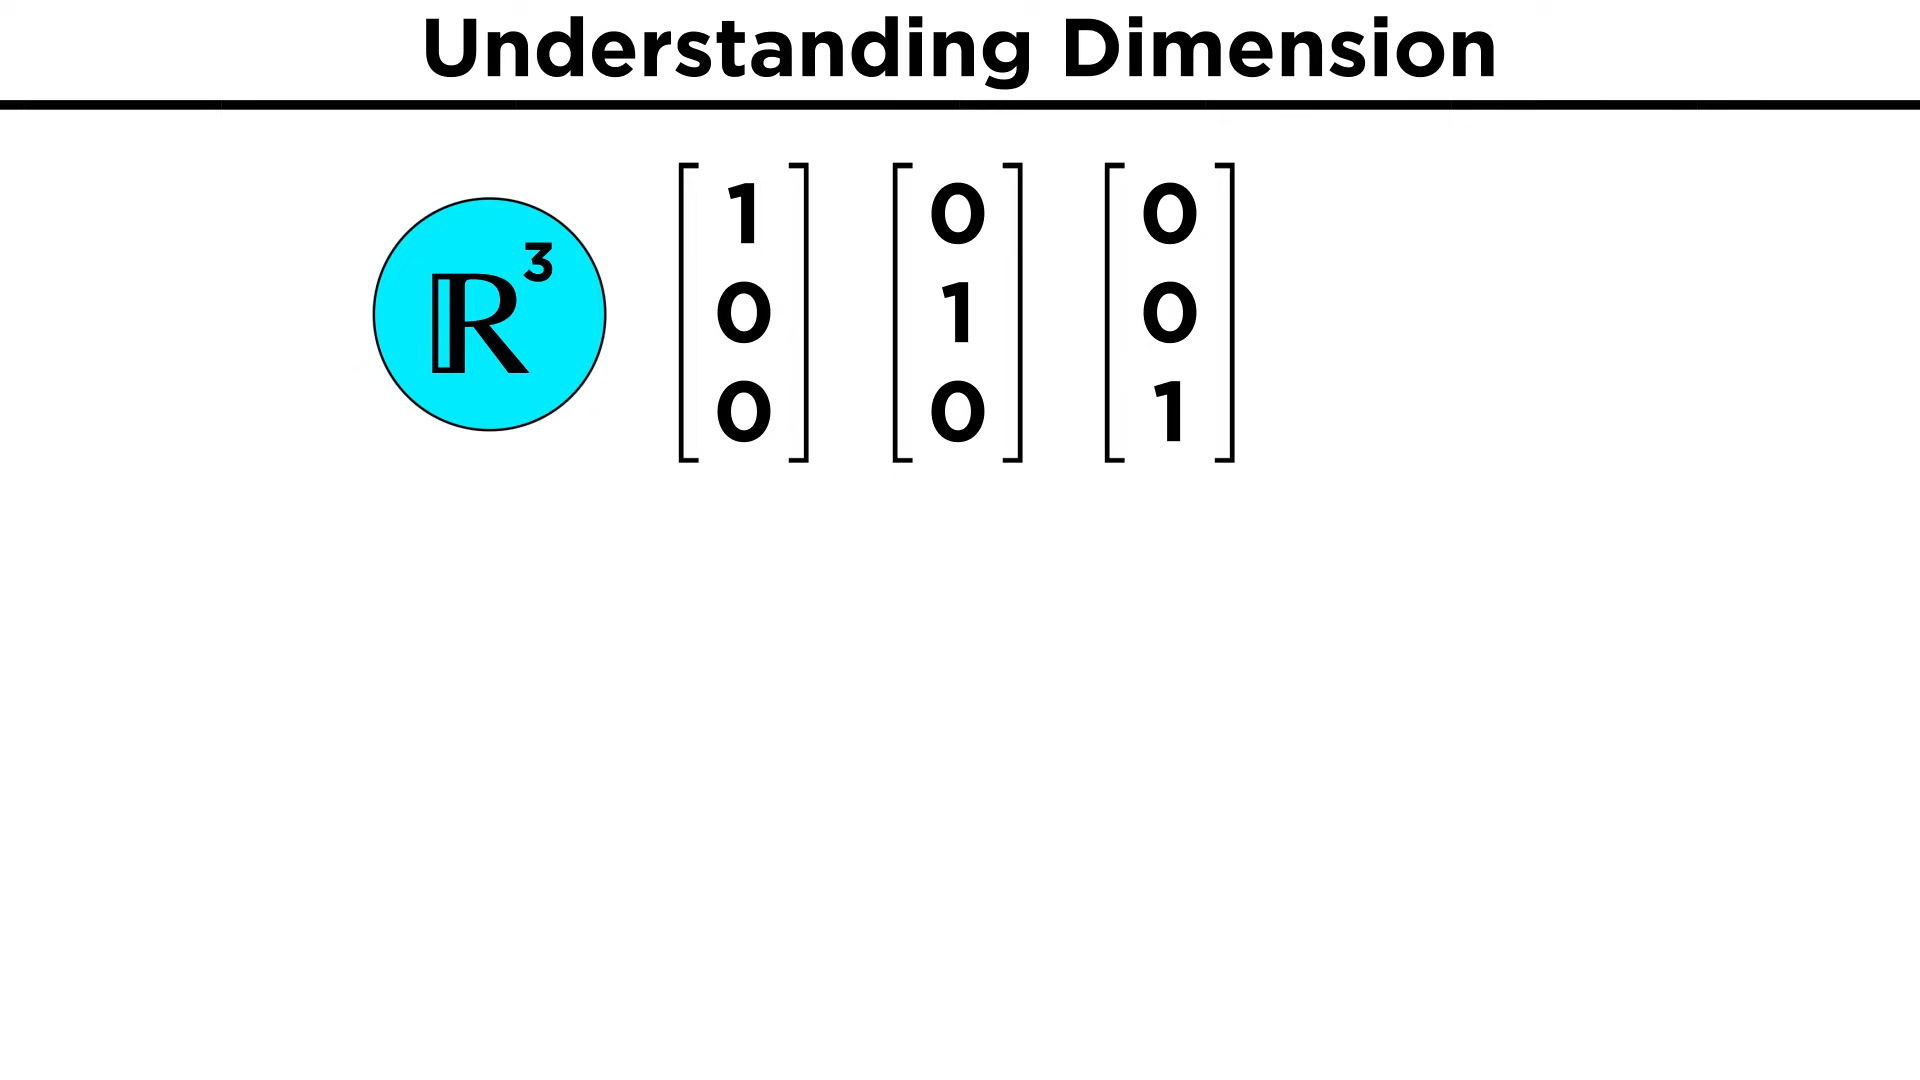 Understanding Dimension
ℝ³ [1 0 0
0 1 0
0 0 1]